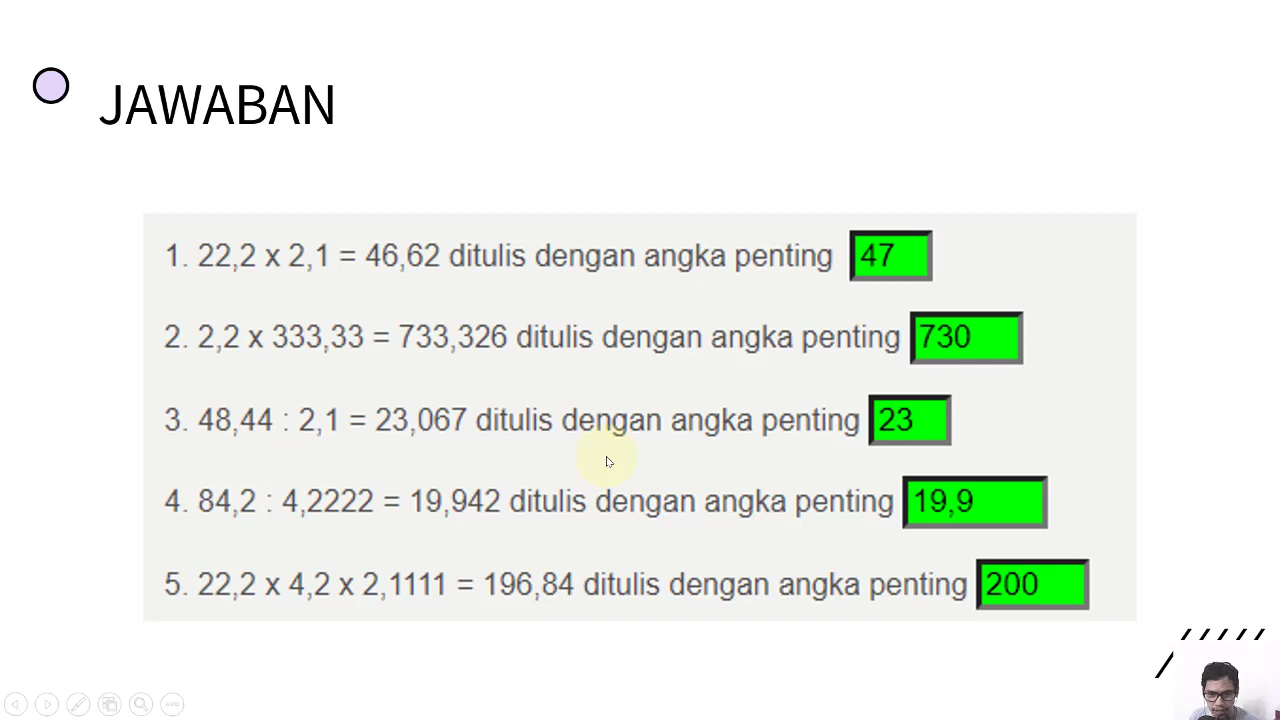 JAWABAN
1. 22,2 x 2,1 = 46,62 ditulis dengan angka penting 47
2. 2,2 x 333,33 = 733,326 ditulis dengan angka penting 730
3. 48,44 : 2,1 = 23,067 ditulis dengan angka penting 23
4. 84,2 : 4,2222 = 19,942 ditulis dengan angka penting 19,9
5. 22,2 x 4,2 x 2,1111 = 196,84 ditulis dengan angka penting 200